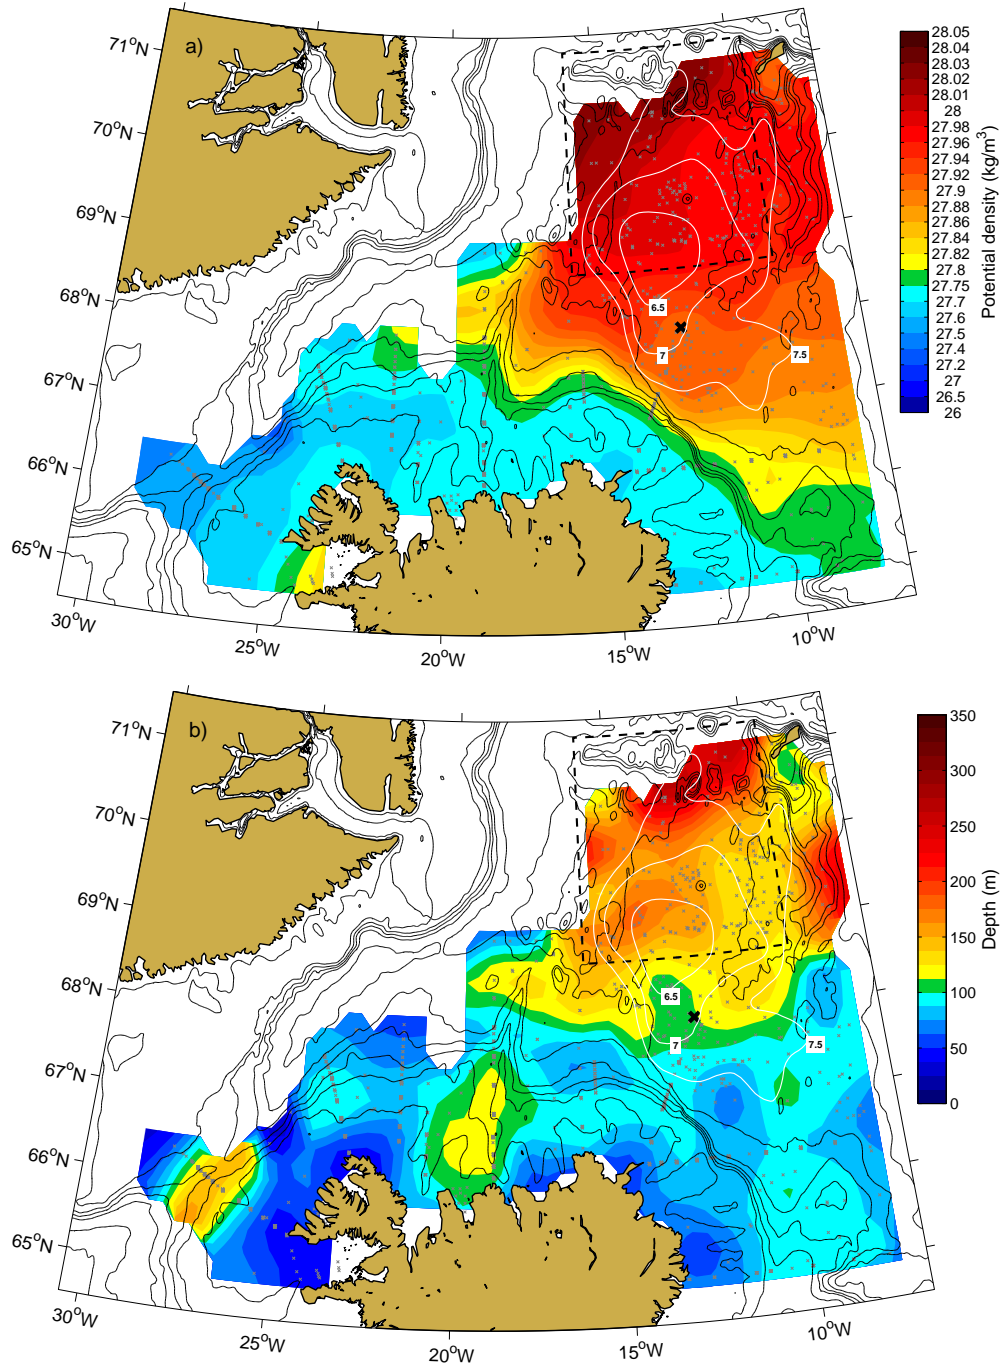 a)
71°N
70°N
69°N
68°N
67°N
66°N
65°N
30°W
25°W
20°W
15°W
10°W
6.5
7
7.5
28.05
28.04
28.03
28.02
28.01
28
27.98
27.96
27.94
27.92
27.9
27.88
27.86
27.84
27.82
27.8
27.75
27.7
27.65
27.6
27.5
27.4
27.2
27
26.5
26
Potential density (kg/m³)
b)
71°N
70°N
69°N
68°N
67°N
66°N
65°N
30°W
25°W
20°W
15°W
10°W
6.5
7
7.5
350
300
250
200
150
100
50
0
Depth (m)